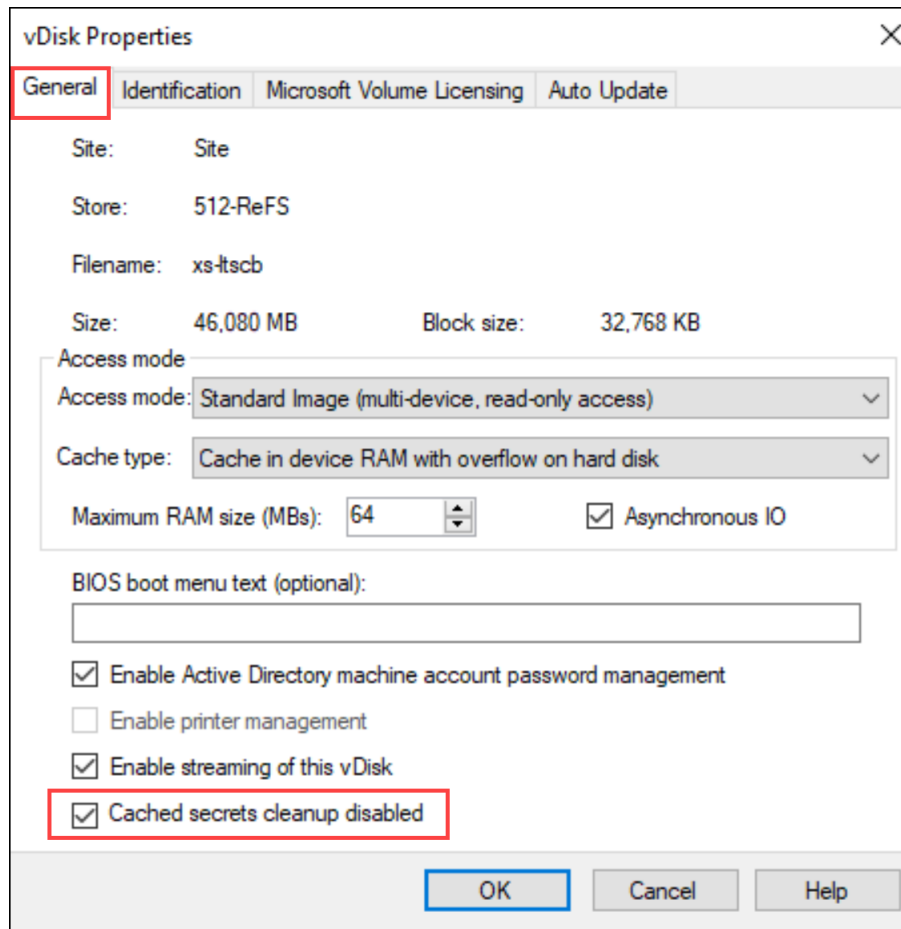 vDisk Properties
General Identification Microsoft Volume Licensing Auto Update
Site: Site
Store: 512-ReFS
Filename: xs-ltscb
Size: 46,080 MB Block size: 32,768 KB
Access mode
Access mode: Standard Image (multi-device, read-only access)
Cache type: Cache in device RAM with overflow on hard disk
Maximum RAM size (MBs): 64 Asynchronous IO
BIOS boot menu text (optional):
Enable Active Directory machine account password management
Enable printer management
Enable streaming of this vDisk
Cached secrets cleanup disabled
OK Cancel Help